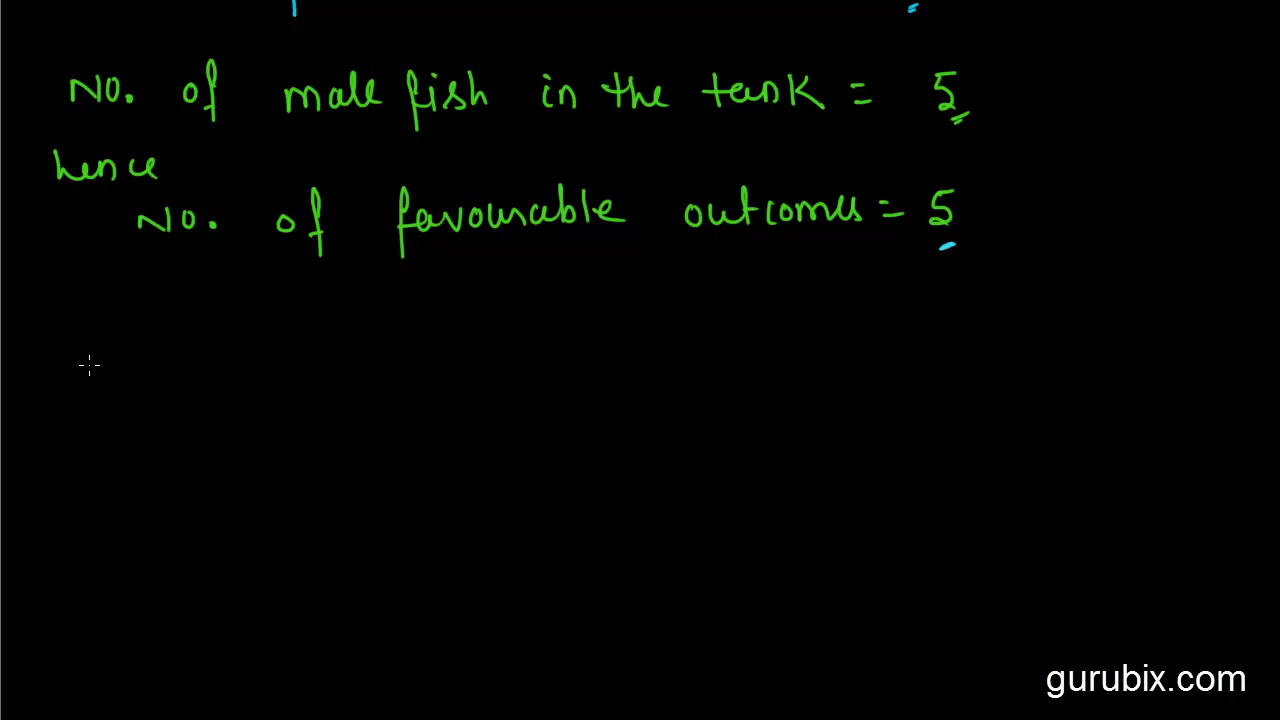 No. of male fish in the tank = 5
hence
No. of favourable outcomes = 5
gurubix.com